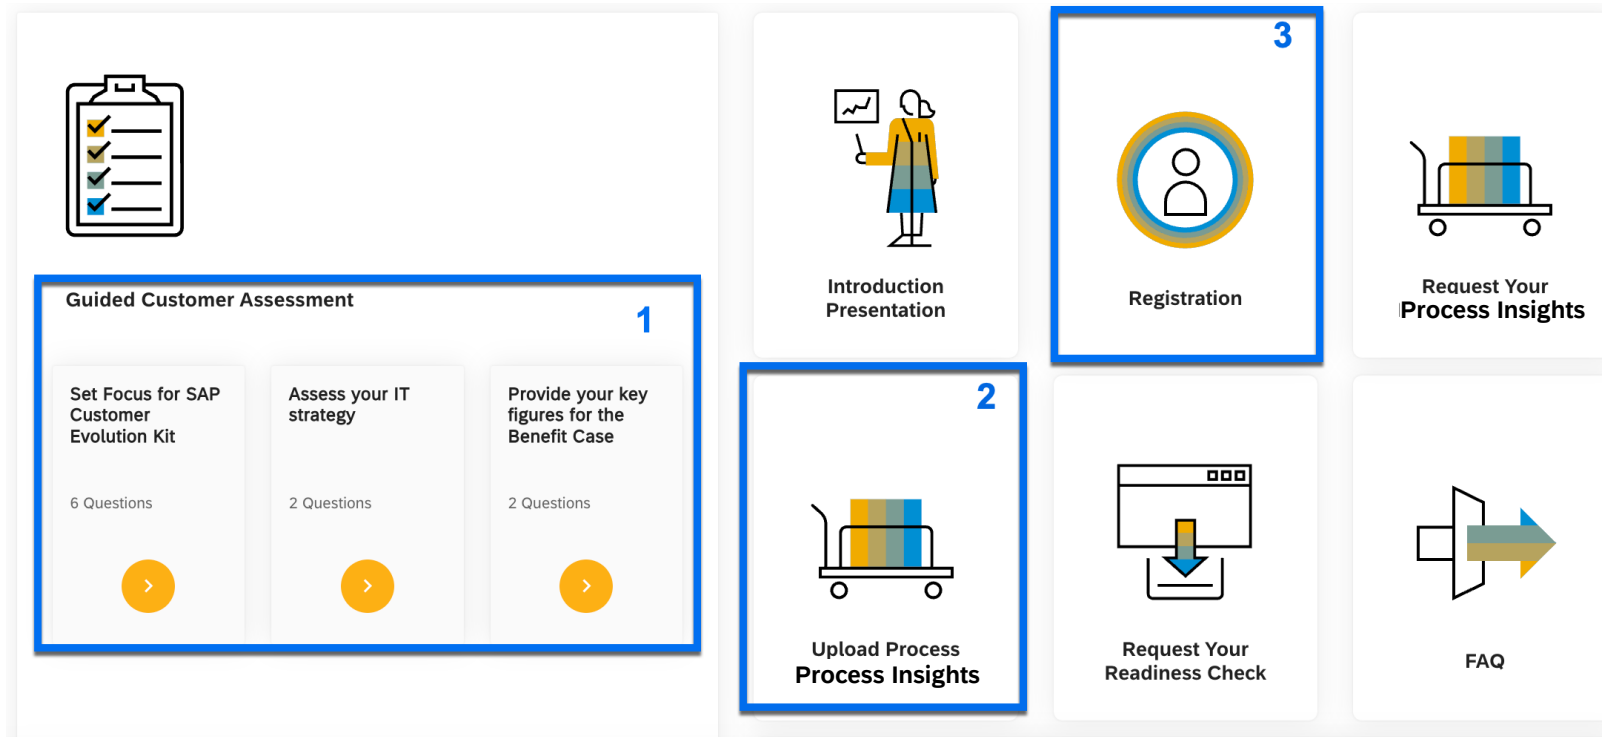 Guided Customer Assessment
1
Set Focus for SAP
Customer
Evolution Kit
6 Questions
Assess your IT
strategy
2 Questions
Provide your key
figures for the
Benefit Case
2 Questions
Introduction
Presentation
3
Registration
Request Your
Process Insights
2
Upload Process
Process Insights
Request Your
Readiness Check
FAQ